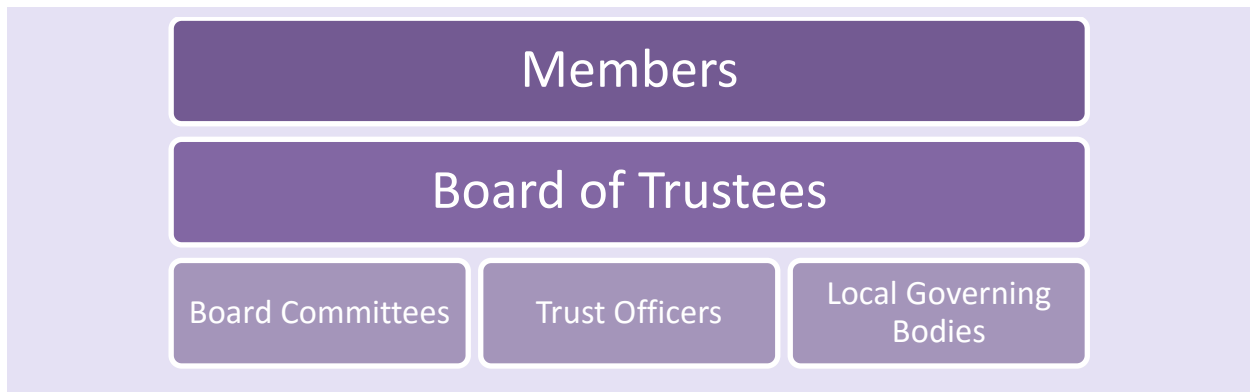 Members
Board of Trustees
Board Committees
Trust Officers
Local Governing
Bodies